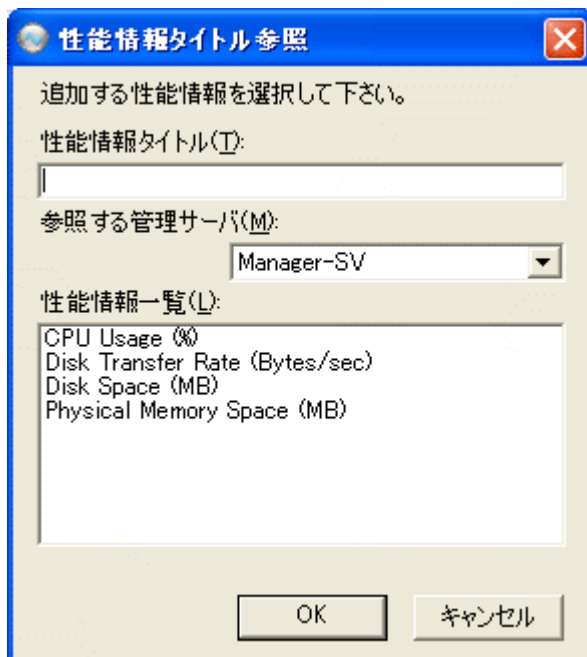 性能情報タイトル参照
追加する性能情報を選択して下さい。
性能情報タイトル(T):
参照する管理サーバ(M):
Manager-SV
性能情報一覧(L):
CPU Usage (%)
Disk Transfer Rate (Bytes/sec)
Disk Space (MB)
Physical Memory Space (MB)
OK
キャンセル